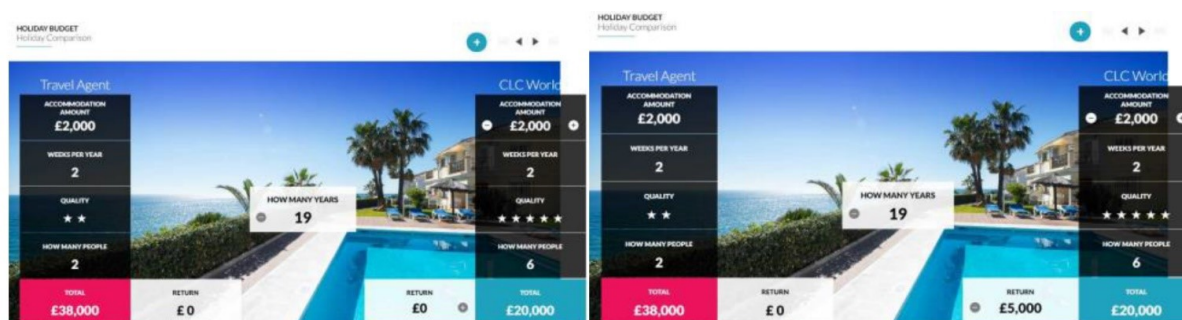 HOLIDAY BUDGET
Holiday Comparison
Travel Agent
CLC World
ACCOMMODATION
AMOUNT
£2,000
ACCOMMODATION
AMOUNT
£2,000
WEEKS PER YEAR
2
WEEKS PER YEAR
2
QUALITY
QUALITY
HOW MANY YEARS
19
HOW MANY PEOPLE
2
HOW MANY PEOPLE
6
TOTAL
£38,000
RETURN
£0
RETURN
£0
TOTAL
£20,000
HOLIDAY BUDGET
Holiday Comparison
Travel Agent
CLC World
ACCOMMODATION
AMOUNT
£2,000
ACCOMMODATION
AMOUNT
£2,000
WEEKS PER YEAR
2
WEEKS PER YEAR
2
QUALITY
QUALITY
HOW MANY YEARS
19
HOW MANY PEOPLE
2
HOW MANY PEOPLE
6
TOTAL
£38,000
RETURN
£0
RETURN
£5,000
TOTAL
£20,000